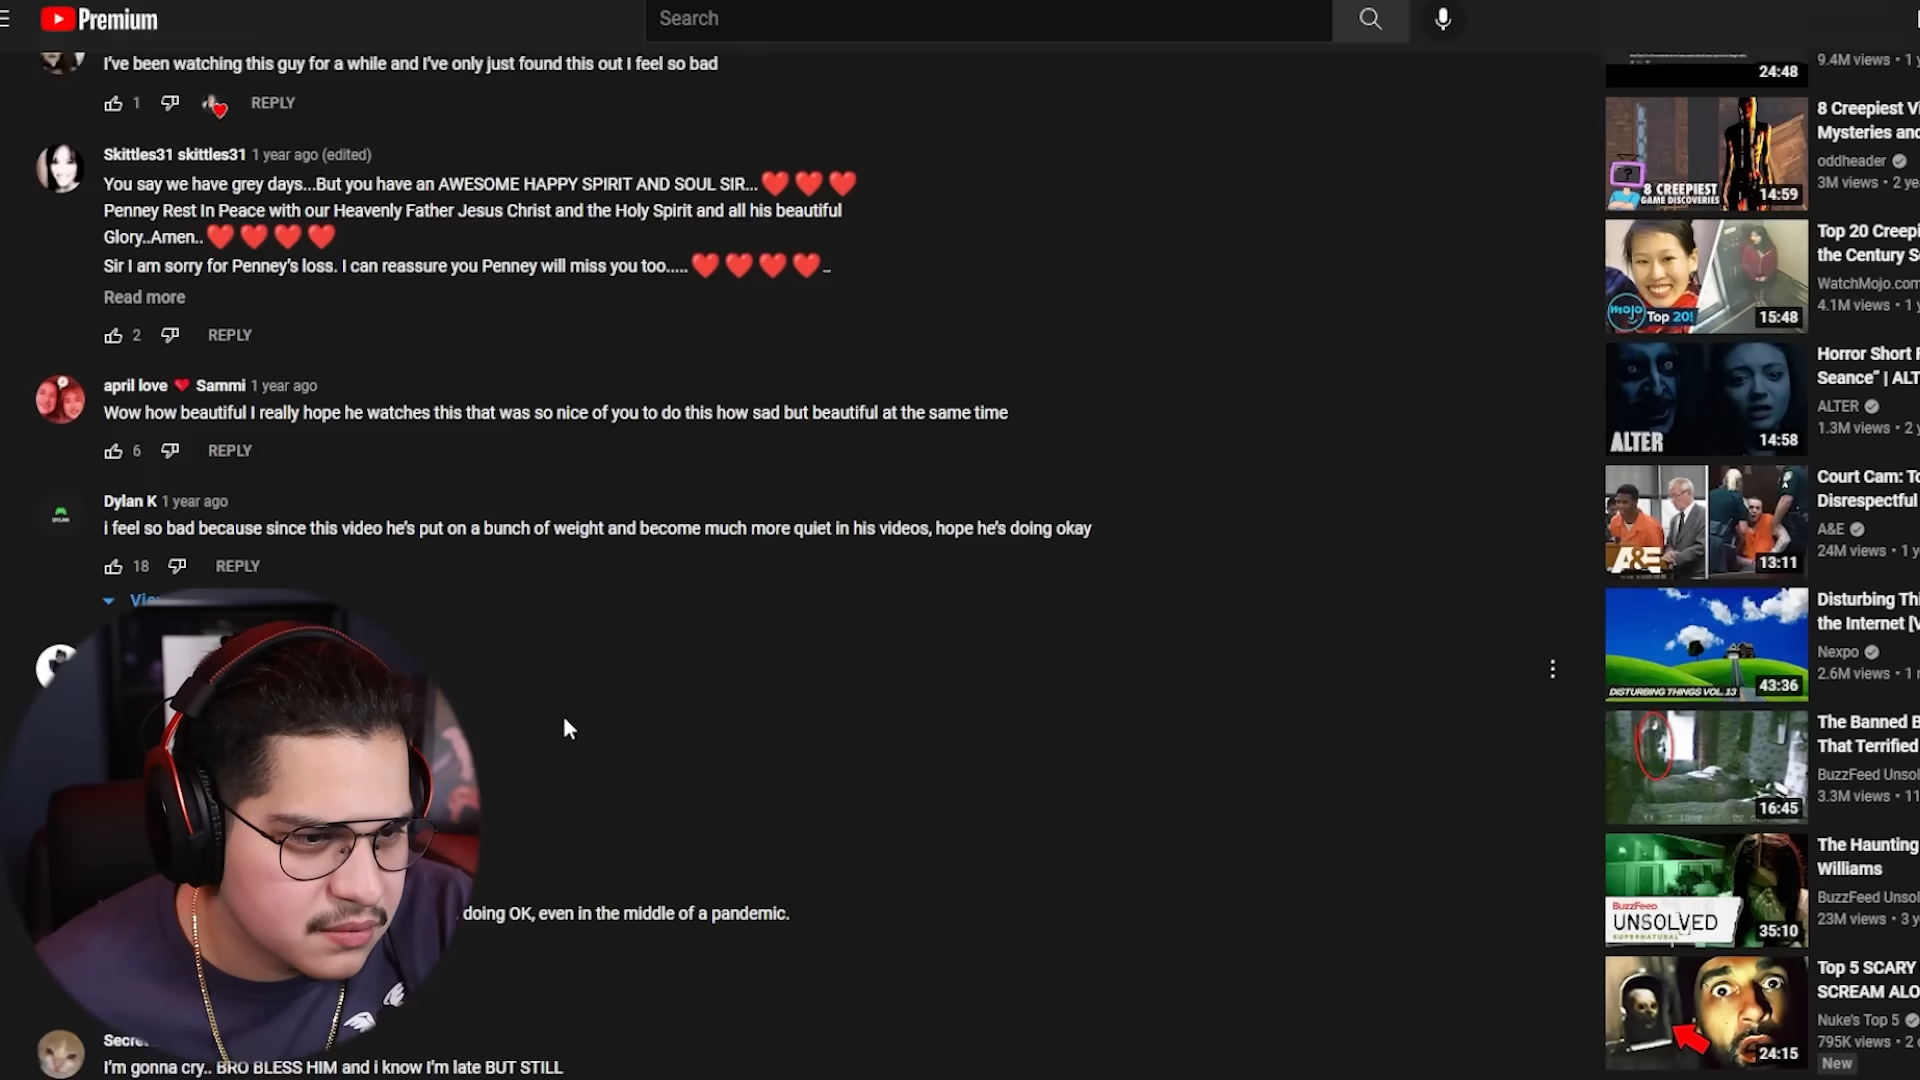 Premium
Search
I've been watching this guy for a while and I've only just found this out I feel so bad
1 REPLY
Skittles31 skittles31 1 year ago (edited)
You say we have grey days...But you have an AWESOME HAPPY SPIRIT AND SOUL SIR...❤❤❤
Penney Rest In Peace with our Heavenly Father Jesus Christ and the Holy Spirit and all his beautiful
Glory..Amen..❤❤❤❤
Sir I am sorry for Penney's loss. I can reassure you Penney will miss you too.....❤❤❤❤..
Read more
2 REPLY
april love ❤ Sammi 1 year ago
Wow how beautiful I really hope he watches this that was so nice of you to do this how sad but beautiful at the same time
6 REPLY
Dylan K 1 year ago
i feel so bad because since this video he's put on a bunch of weight and become much more quiet in his videos, hope he's doing okay
18 REPLY
doing OK, even in the middle of a pandemic.
I'm gonna cry.. BRO BLESS HIM and i know I'm late BUT STILL
24:48
9.4M views • 1
8 CREEPIEST
GAME DISCOVERIES
14:59
8 Creepiest
Mysteries and
oddheader
3M views • 2
mojo Top 20!
15:48
Top 20
the Century
WatchMojo.com
4.1M views • 1
ALTER
14:58
Horror Short
Seance" |
ALTER
1.3M views • 2
A&E
13:11
Court Cam:
Disrespectful
A&E
24M views • 1
DISTURBING THINGS VOL. 13
43:36
Disturbing
the Internet
Nexpo
2.6M views • 1
16:45
The Banned
That Terrified
BuzzFeed
3.3M views • 11
BuzzFeed
UNSOLVED
SUPERNATURAL
35:10
The Haunting
Williams
BuzzFeed
23M views • 3
24:15
Top 5 SCARY
SCREAM
Nuke's Top 5
795K views • 2
New